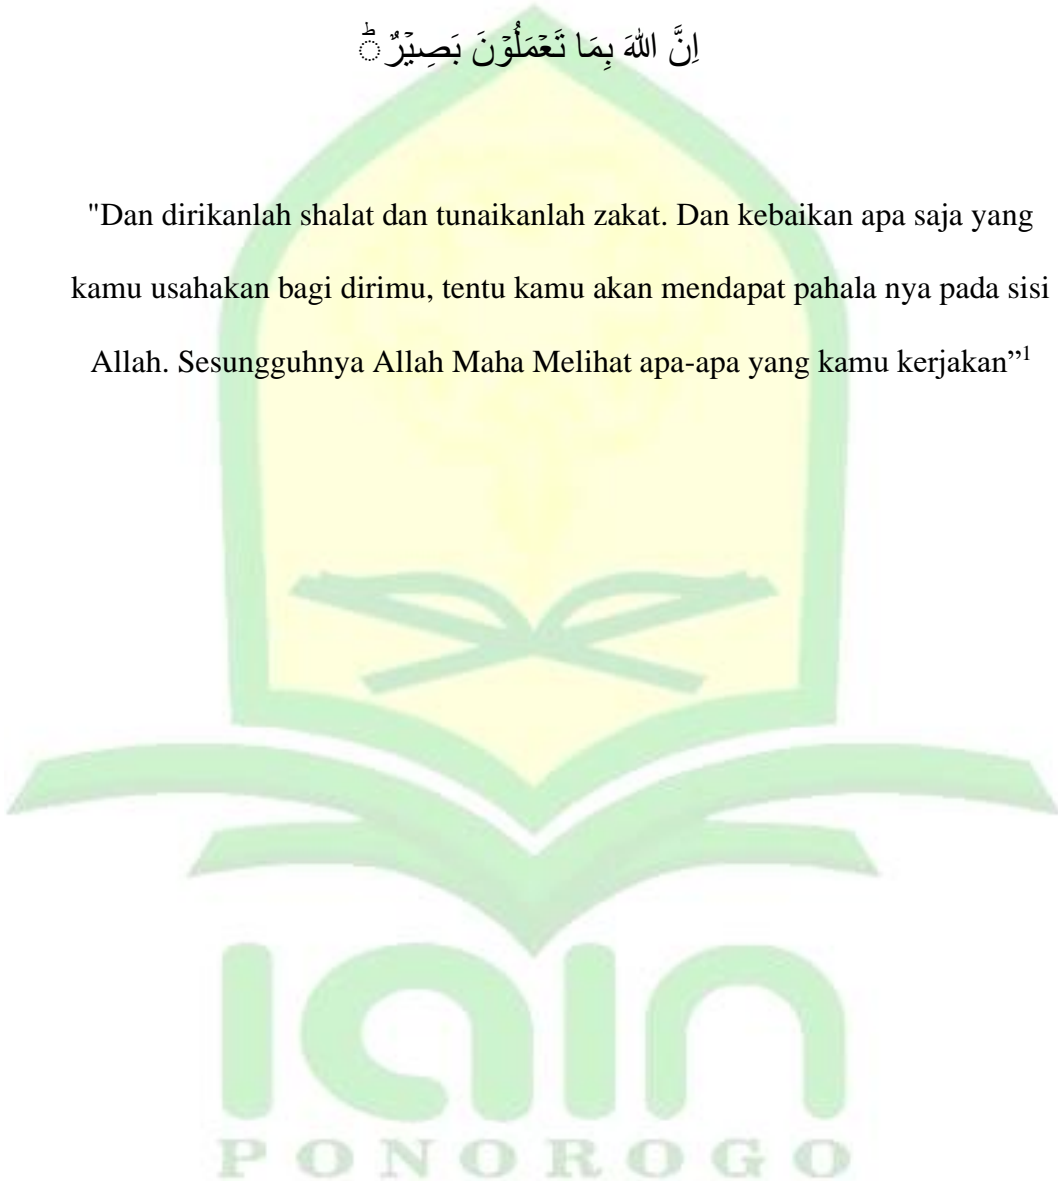 اِنَّ اللهَ بِمَا تَعْمَلُوْنَ بَصِيْرٌ ۗ
"Dan dirikanlah shalat dan tunaikanlah zakat. Dan kebaikan apa saja yang
kamu usahakan bagi dirimu, tentu kamu akan mendapat pahala nya pada sisi
Allah. Sesungguhnya Allah Maha Melihat apa-apa yang kamu kerjakan”1
iain
PONOROGO